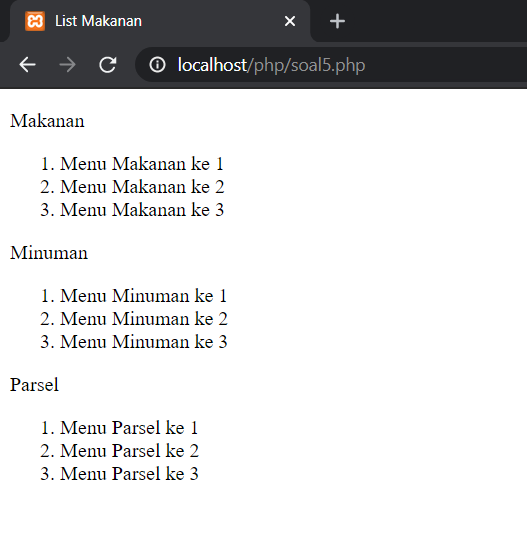 List Makanan
localhost/php/soal5.php
Makanan
1. Menu Makanan ke 1
2. Menu Makanan ke 2
3. Menu Makanan ke 3
Minuman
1. Menu Minuman ke 1
2. Menu Minuman ke 2
3. Menu Minuman ke 3
Parsel
1. Menu Parsel ke 1
2. Menu Parsel ke 2
3. Menu Parsel ke 3